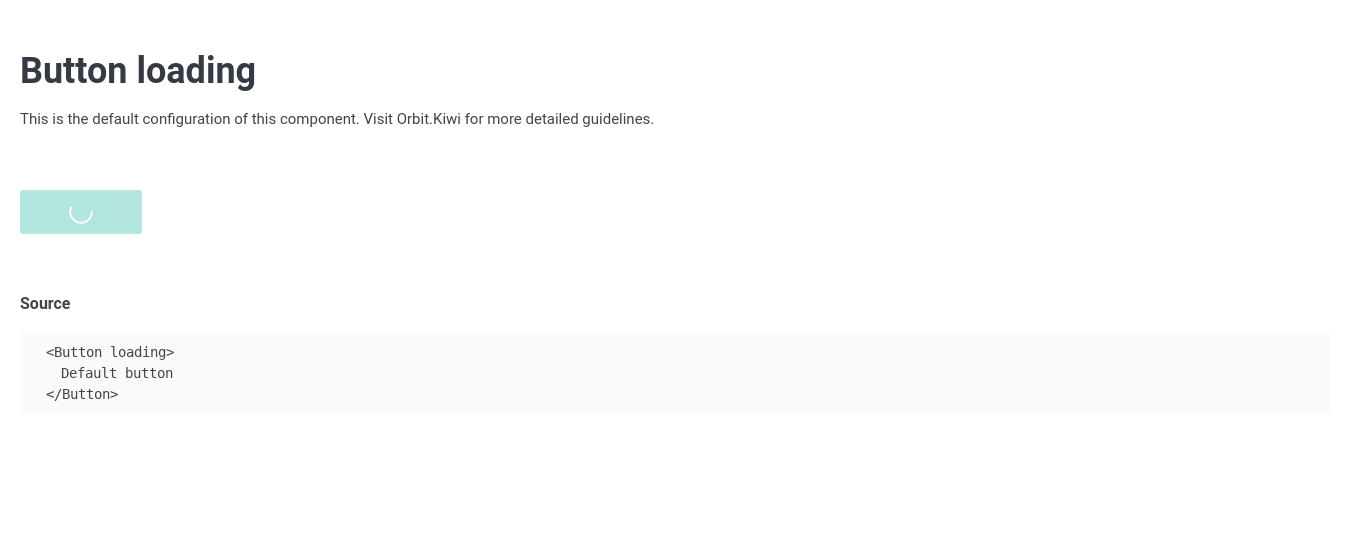 Button loading
This is the default configuration of this component. Visit Orbit.Kiwi for more detailed guidelines.
Source
<Button loading>
  Default button
</Button>